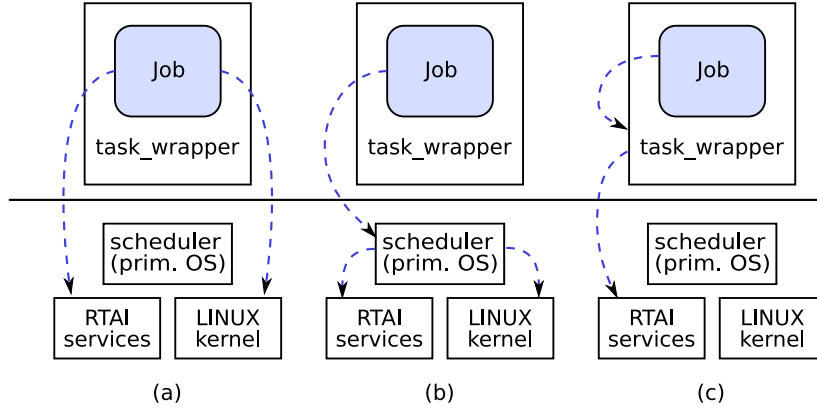 Job
task_wrapper
scheduler
(prim. OS)
RTAI
services
LINUX
kernel
(a)
Job
task_wrapper
scheduler
(prim. OS)
RTAI
services
LINUX
kernel
(b)
Job
task_wrapper
scheduler
(prim. OS)
RTAI
services
LINUX
kernel
(c)